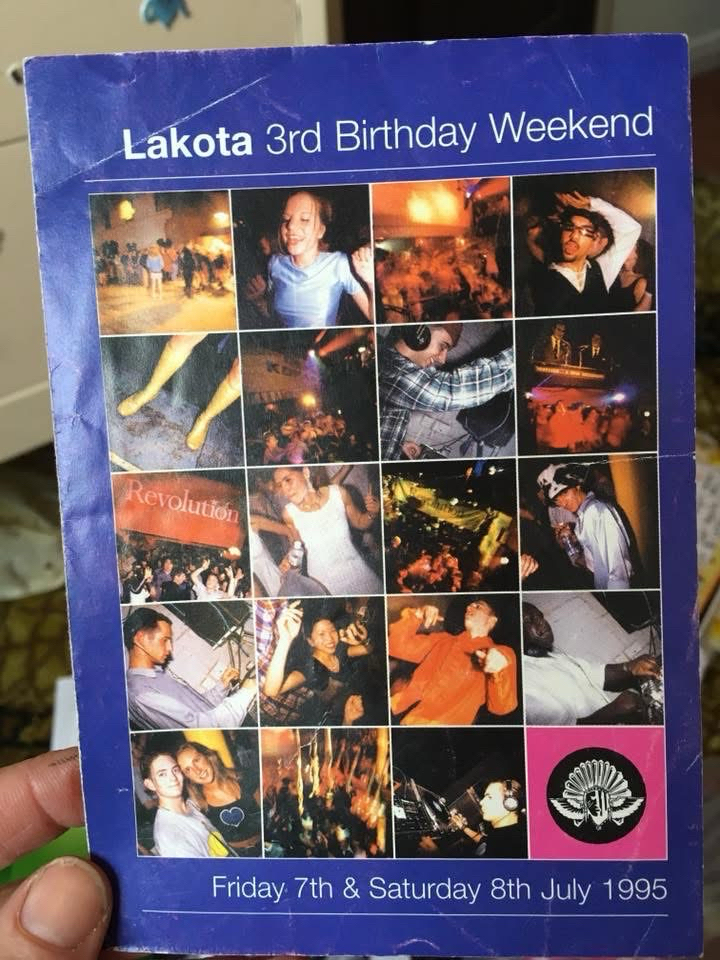 Lakota 3rd Birthday Weekend
Revolution
Friday 7th & Saturday 8th July 1995